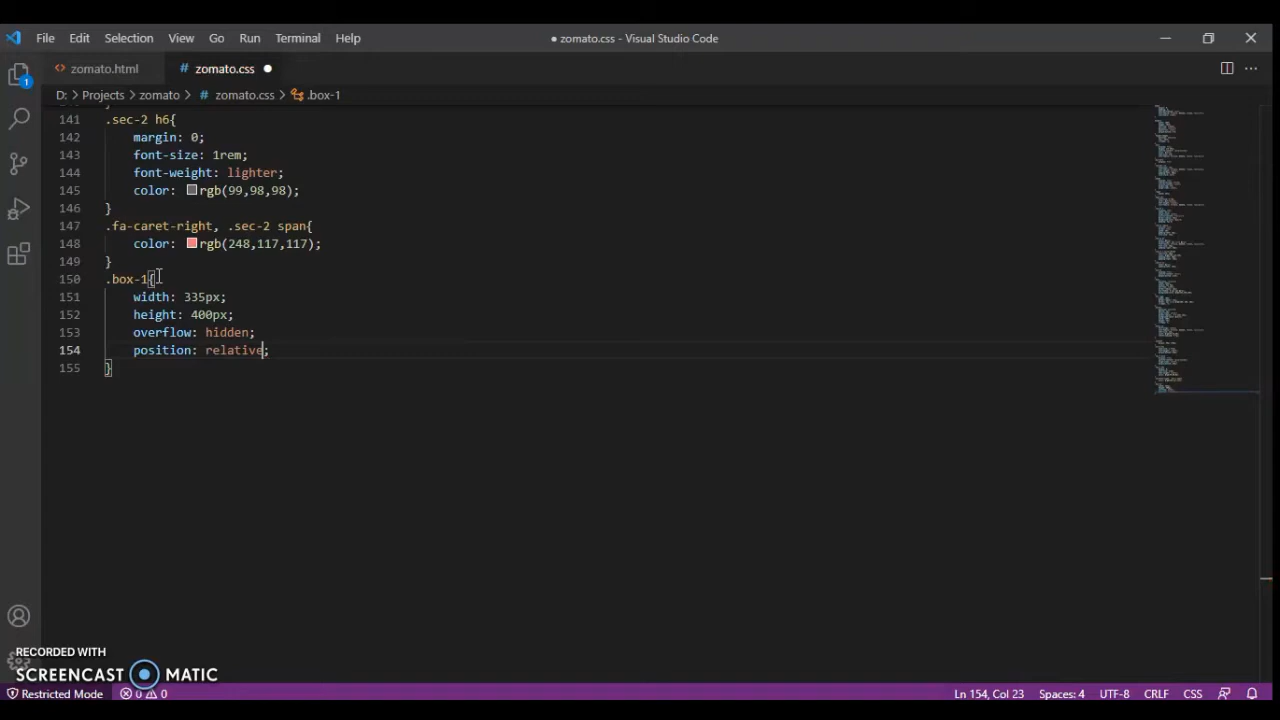 File Edit Selection View Go Run Terminal Help ● zomato.css - Visual Studio Code
<> zomato.html # zomato.css ●
D: > Projects > zomato > # zomato.css > .box-1
141 .sec-2 h6{
142 margin: 0;
143 font-size: 1rem;
144 font-weight: lighter;
145 color: rgb(99,98,98);
146 }
147 .fa-caret-right, .sec-2 span{
148 color: rgb(248,117,117);
149 }
150 .box-1{
151 width: 335px;
152 height: 400px;
153 overflow: hidden;
154 position: relative;
155 }
1
RECORDED WITH
SCREENCAST MATIC
Restricted Mode 0 0 Ln 154, Col 23 Spaces: 4 UTF-8 CRLF CSS